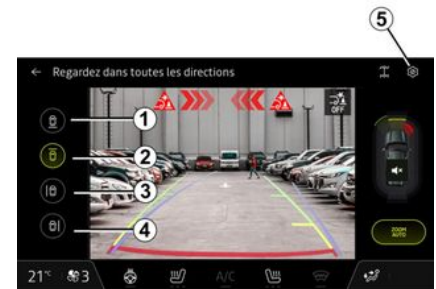 5
← Regardez dans toutes les directions
OFF
1
2
3
4
ZOOM
AUTO
21°c
3
A/C